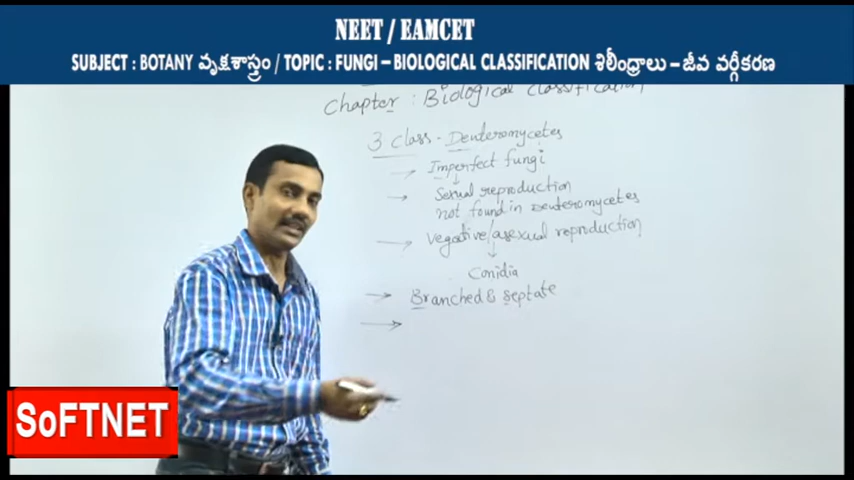 NEET / EAMCET
SUBJECT : BOTANY వృక్షశాస్త్రం / TOPIC : FUNGI – BIOLOGICAL CLASSIFICATION శిలీంధ్రాలు – జీవ వర్గీకరణ
Chapter : Biological Classification
3 Class - Deuteromycetes
→ Imperfect fungi
→ Sexual reproduction
not found in Deuteromycetes
→ Vegative/asexual reproduction
↓
Conidia
→ Branched & Septate
→
SoFTNET